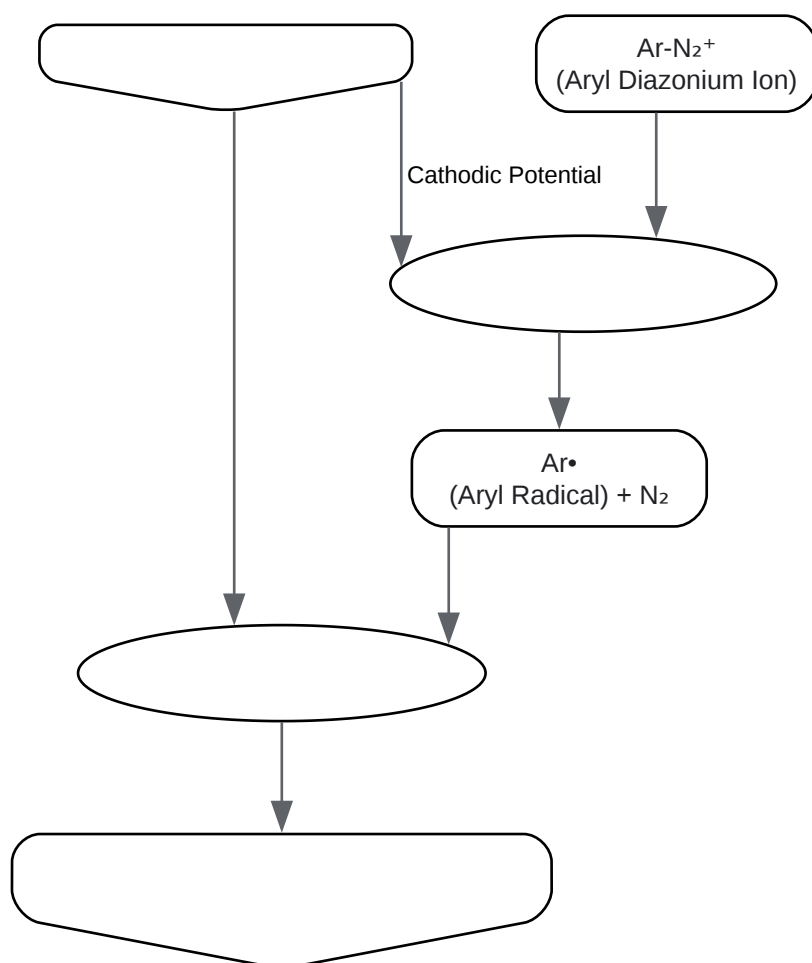 Ar-N₂⁺
(Aryl Diazonium Ion)
Cathodic Potential
Ar•
(Aryl Radical) + N₂